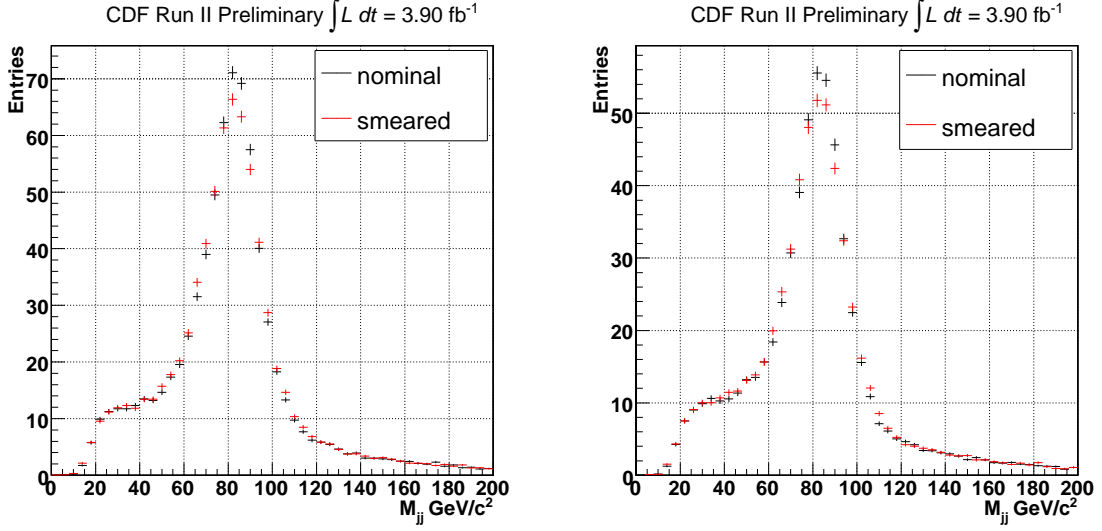 CDF Run II Preliminary ∫L dt = 3.90 fb⁻¹
Entries
70
60
50
40
30
20
10
0
nominal
smeared
0 20 40 60 80 100 120 140 160 180 200
M_jj GeV/c²
CDF Run II Preliminary ∫L dt = 3.90 fb⁻¹
Entries
50
40
30
20
10
0
nominal
smeared
0 20 40 60 80 100 120 140 160 180 200
M_jj GeV/c²